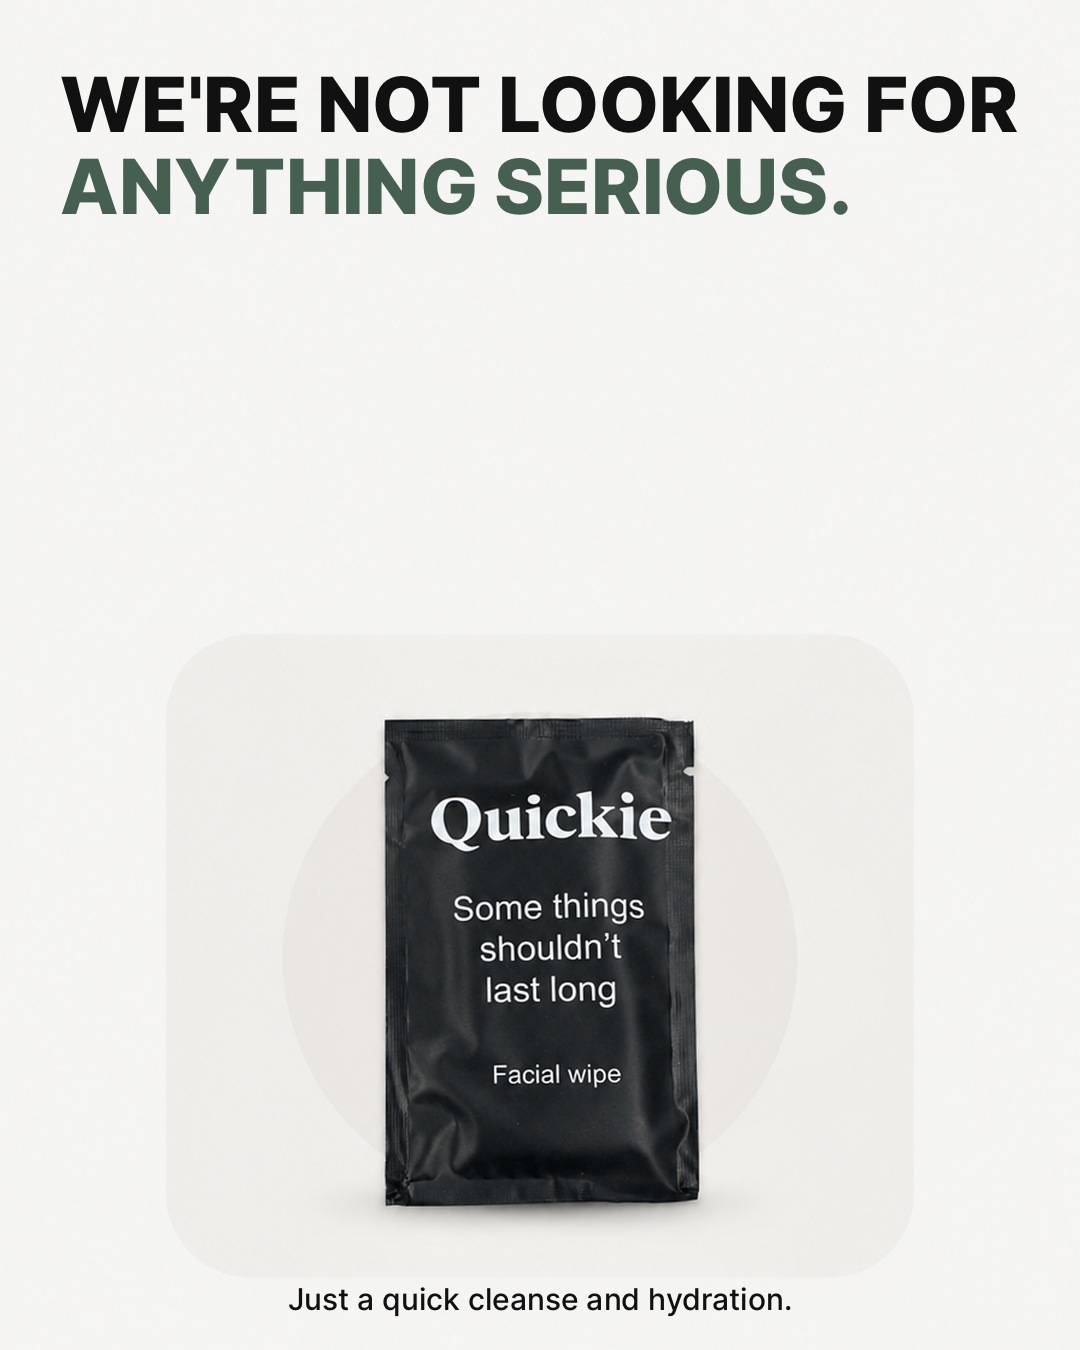 WE'RE NOT LOOKING FOR
ANYTHING SERIOUS.
Quickie
Some things
shouldn’t
last long
Facial wipe
Just a quick cleanse and hydration.